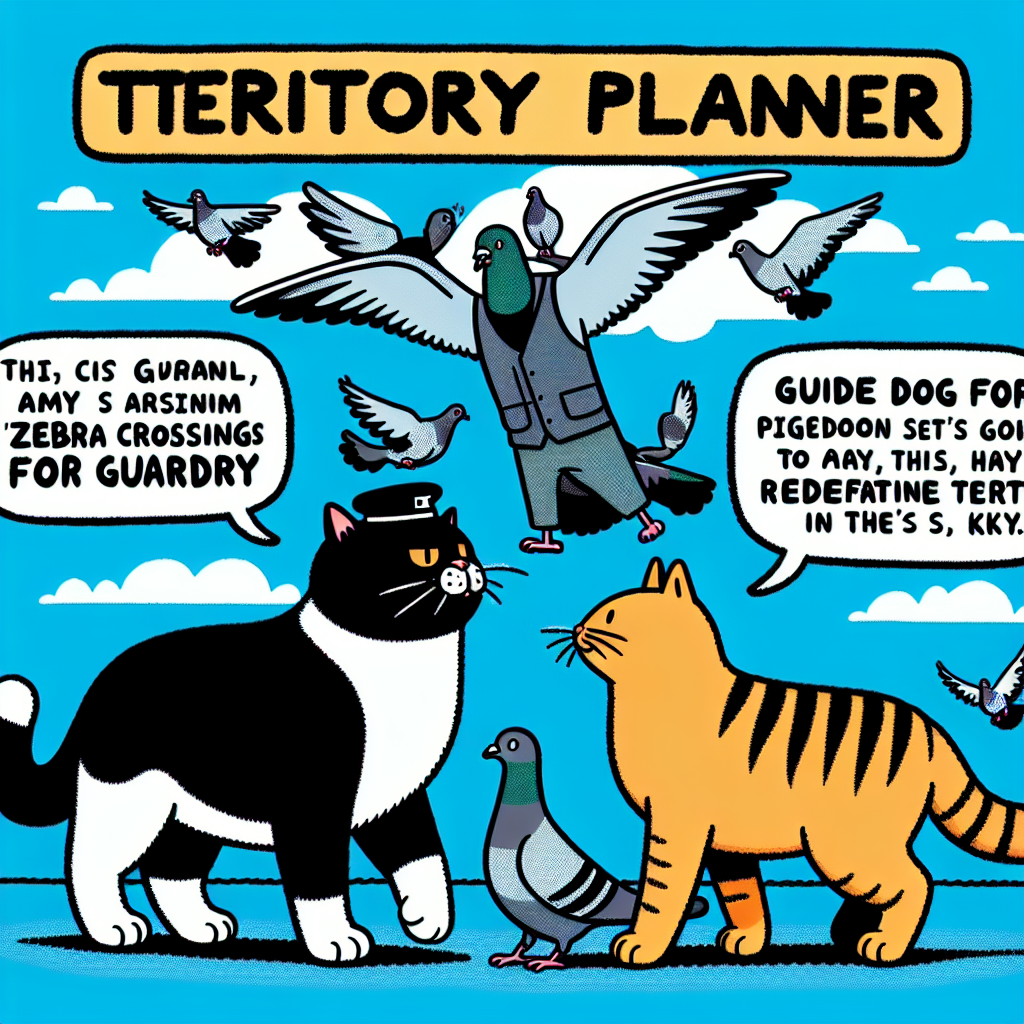 TTERITORY PLANNER
THI, CIS GURANL,
AMY S ARSINIM
'ZEBRA CROSSINGS
FOR GUARDRY
GUIDE DOG FOR
PIGEDOON SET'S GOI
TO AAY, THIS, HAY
REDEFATINE TERT
IN THE'S S, KKY.